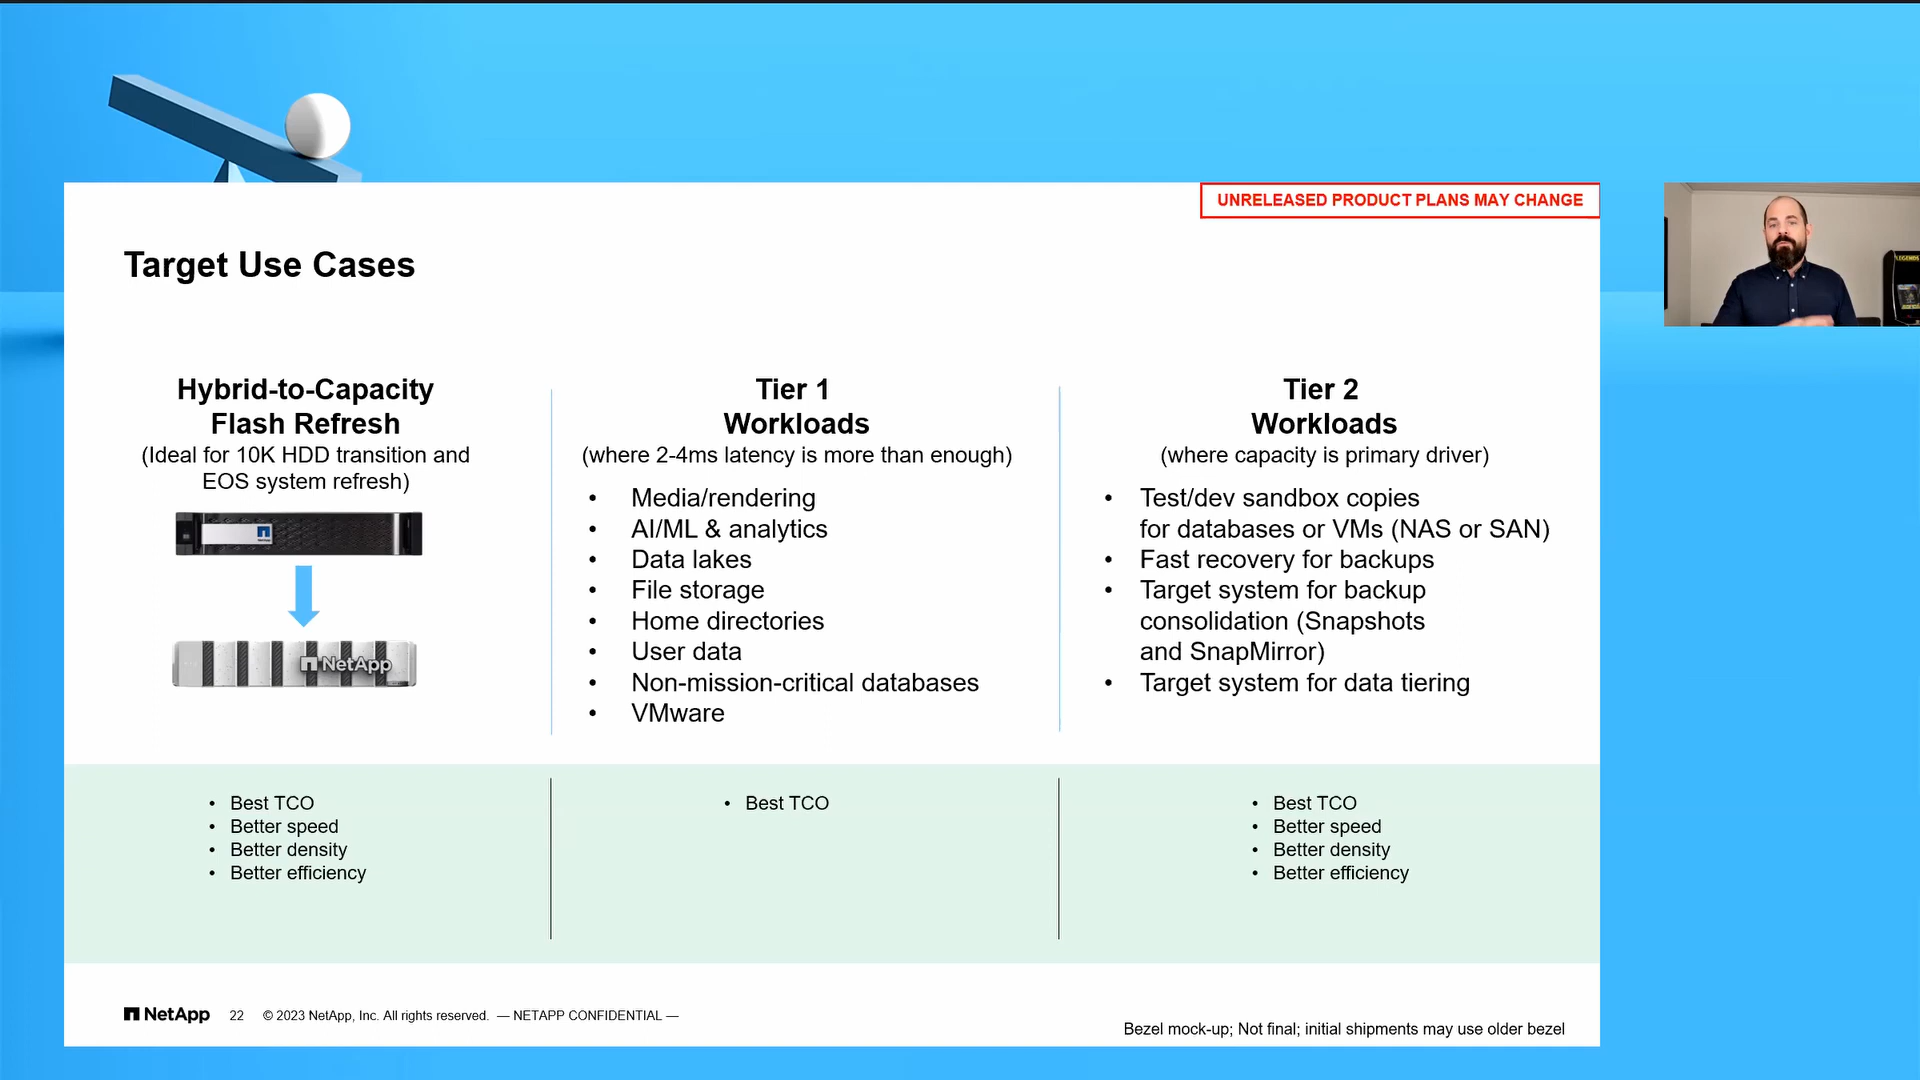 UNRELEASED PRODUCT PLANS MAY CHANGE
Target Use Cases
Hybrid-to-Capacity
Flash Refresh
(Ideal for 10K HDD transition and
EOS system refresh)
NetApp
Tier 1
Workloads
(where 2-4ms latency is more than enough)
• Media/rendering
• AI/ML & analytics
• Data lakes
• File storage
• Home directories
• User data
• Non-mission-critical databases
• VMware
Tier 2
Workloads
(where capacity is primary driver)
• Test/dev sandbox copies
for databases or VMs (NAS or SAN)
• Fast recovery for backups
• Target system for backup
consolidation (Snapshots
and SnapMirror)
• Target system for data tiering
• Best TCO
• Better speed
• Better density
• Better efficiency
• Best TCO
• Best TCO
• Better speed
• Better density
• Better efficiency
NetApp 22 © 2023 NetApp, Inc. All rights reserved. — NETAPP CONFIDENTIAL —
Bezel mock-up; Not final; initial shipments may use older bezel
LEGENDS